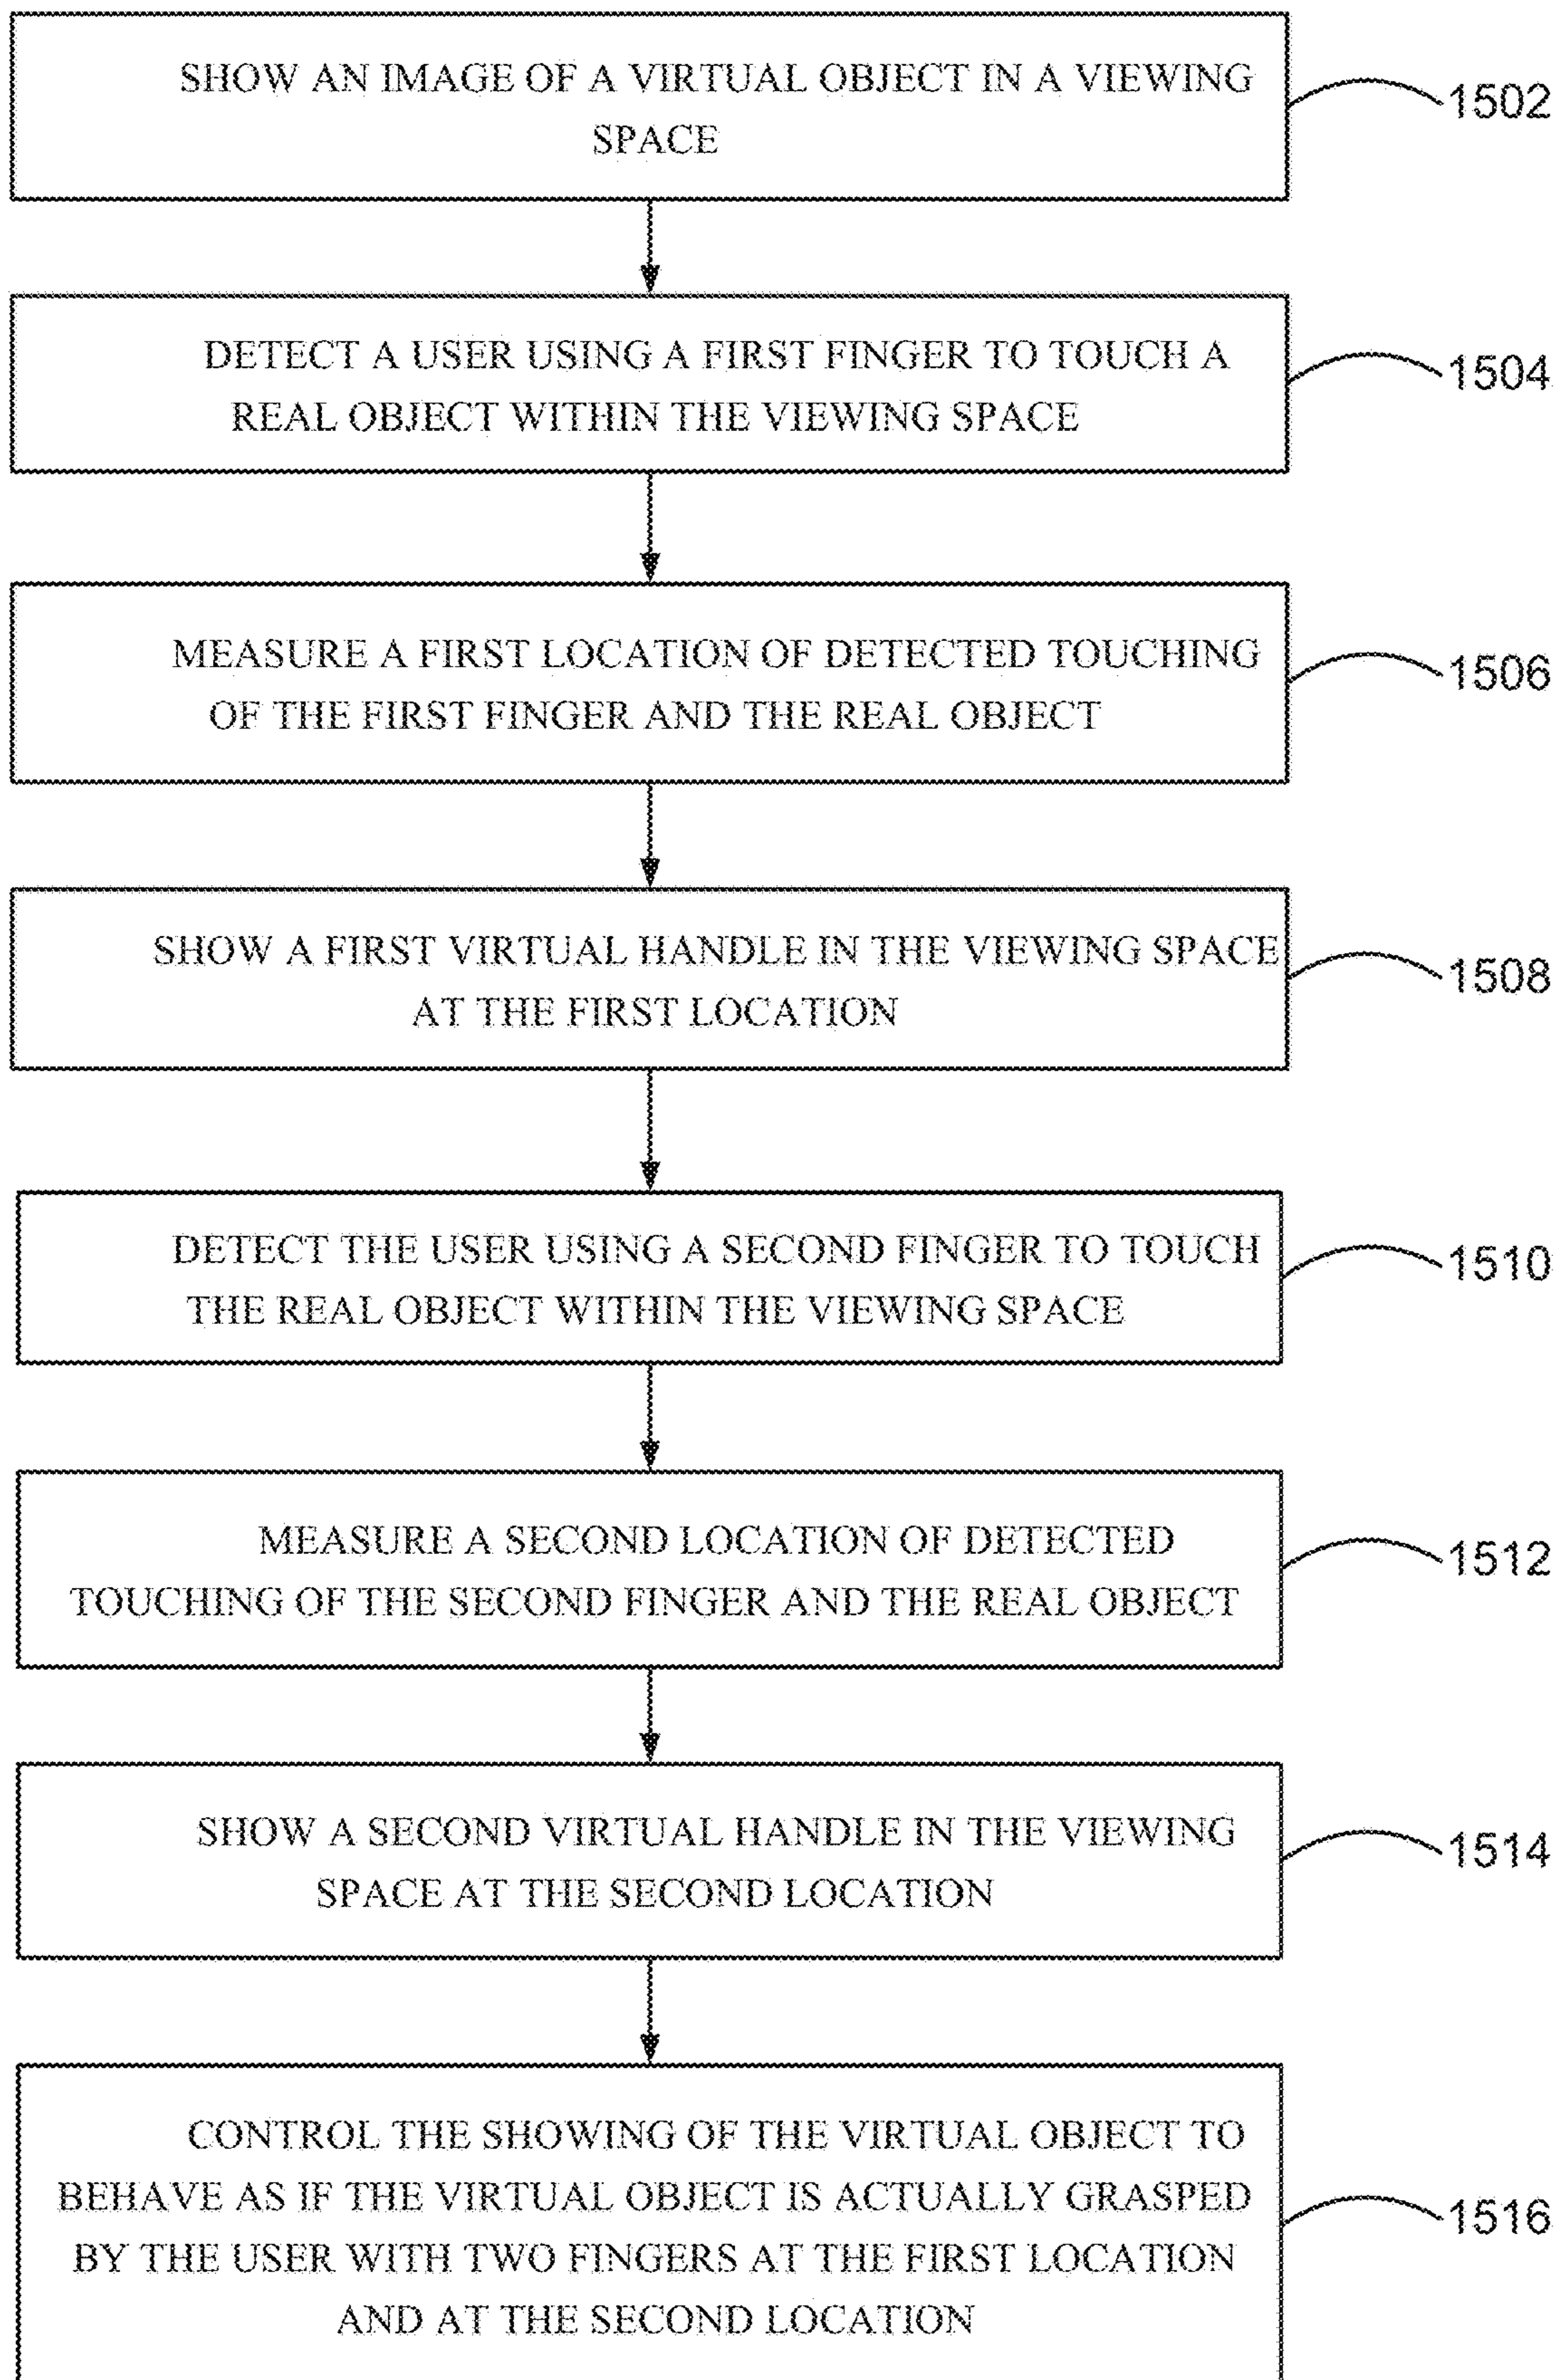 SHOW AN IMAGE OF A VIRTUAL OBJECT IN A VIEWING
SPACE
1502
DETECT A USER USING A FIRST FINGER TO TOUCH A
REAL OBJECT WITHIN THE VIEWING SPACE
1504
MEASURE A FIRST LOCATION OF DETECTED TOUCHING
OF THE FIRST FINGER AND THE REAL OBJECT
1506
SHOW A FIRST VIRTUAL HANDLE IN THE VIEWING SPACE
AT THE FIRST LOCATION
1508
DETECT THE USER USING A SECOND FINGER TO TOUCH
THE REAL OBJECT WITHIN THE VIEWING SPACE
1510
MEASURE A SECOND LOCATION OF DETECTED
TOUCHING OF THE SECOND FINGER AND THE REAL OBJECT
1512
SHOW A SECOND VIRTUAL HANDLE IN THE VIEWING
SPACE AT THE SECOND LOCATION
1514
CONTROL THE SHOWING OF THE VIRTUAL OBJECT TO
BEHAVE AS IF THE VIRTUAL OBJECT IS ACTUALLY GRASPED
BY THE USER WITH TWO FINGERS AT THE FIRST LOCATION
AND AT THE SECOND LOCATION
1516